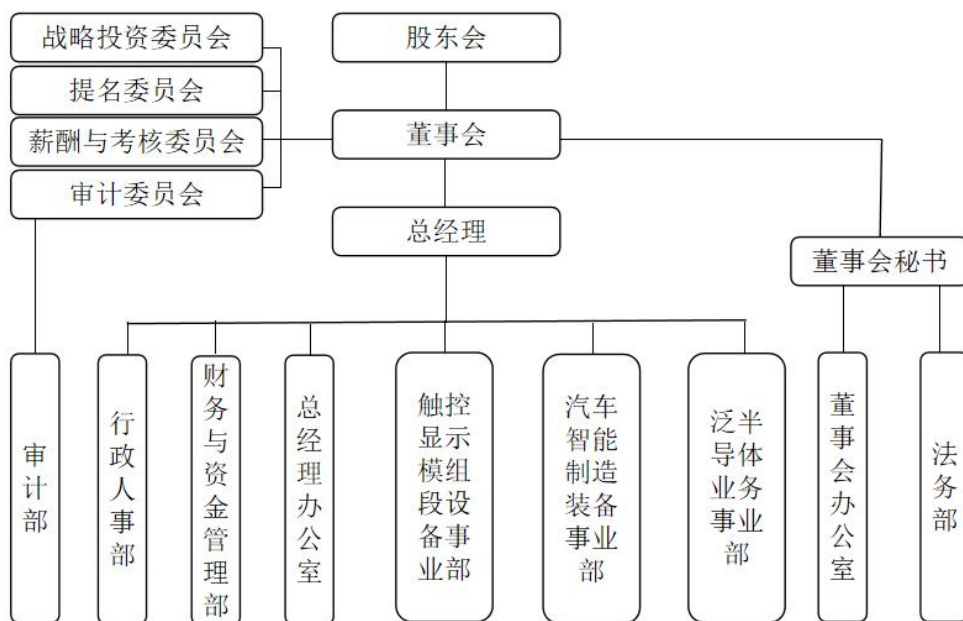 战略投资委员会
提名委员会
薪酬与考核委员会
审计委员会
股东会
董事会
总经理
董事会秘书
审计部
行政人事部
财务与资金管理部
总经理办公室
触控
显示
模组
段设
备事
业部
汽车
智能
制造
装备
事业
部
泛半
导体
业务
事业
部
董事会办公室
法务部